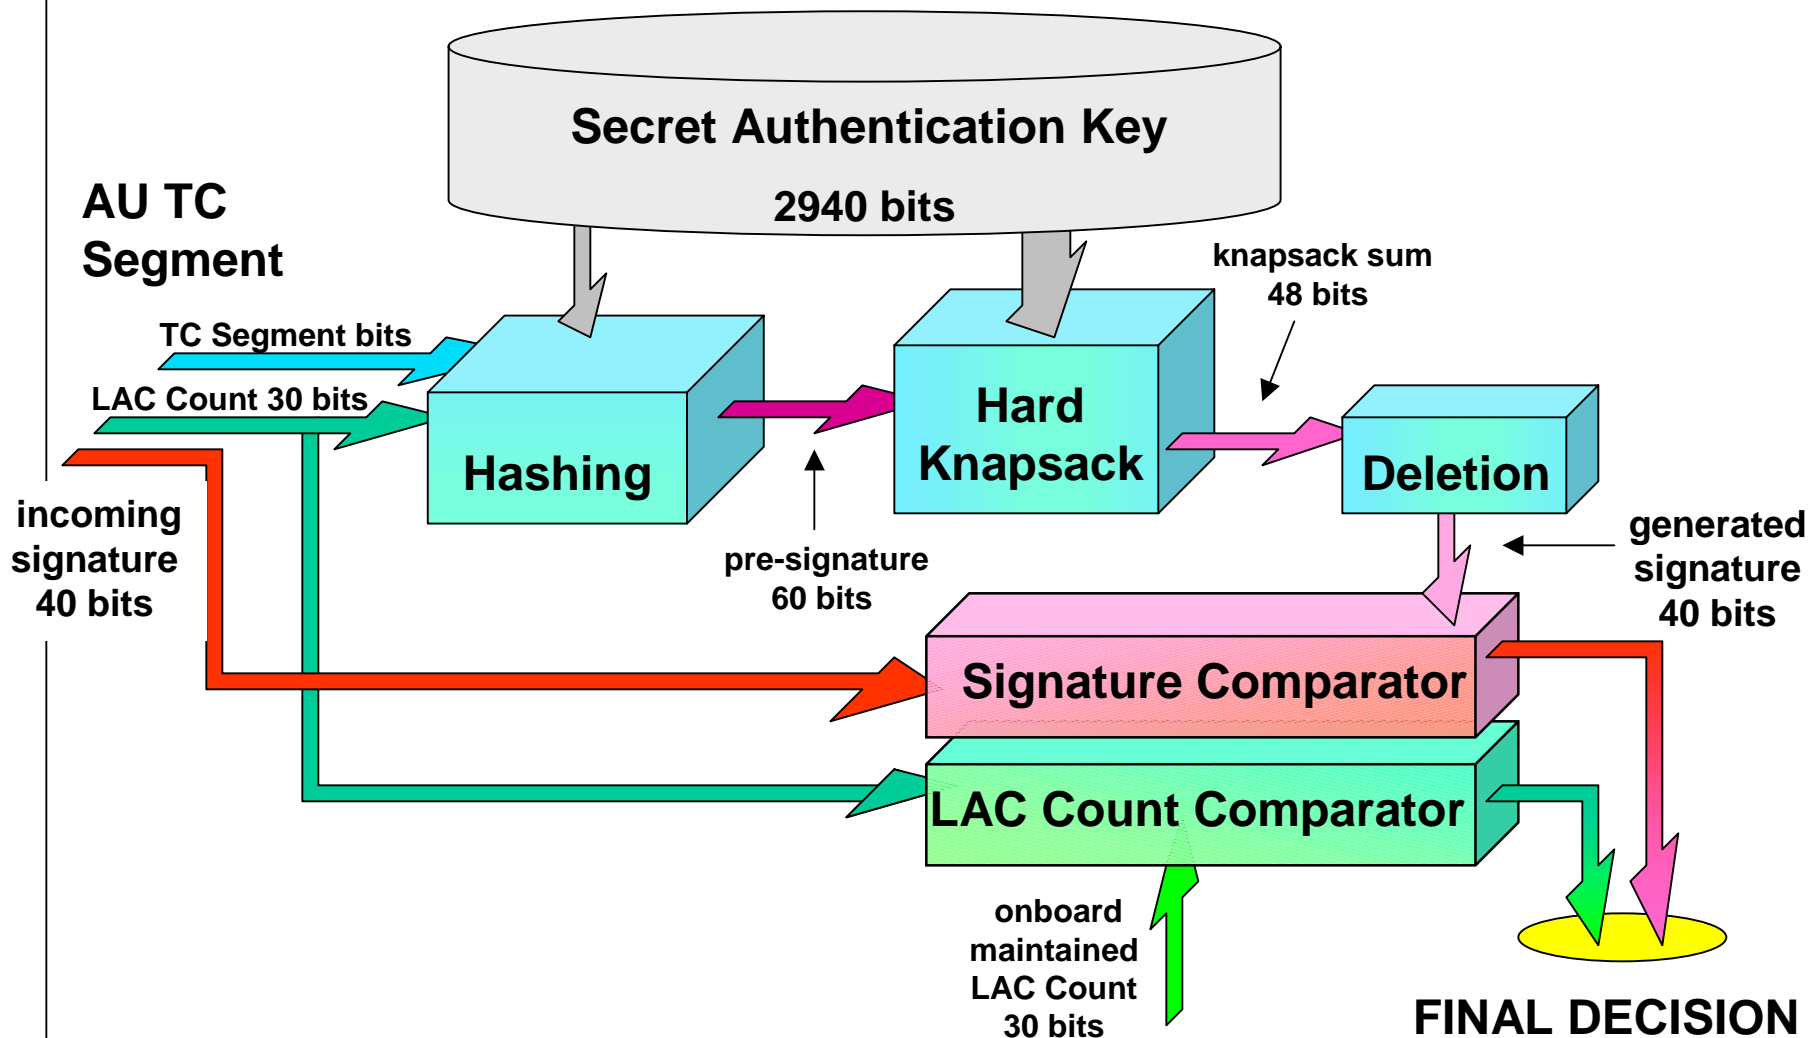 Secret Authentication Key
2940 bits
AU TC
Segment
knapsack sum
48 bits
TC Segment bits
LAC Count 30 bits
Hashing
Hard
Knapsack
Deletion
incoming
signature
40 bits
pre-signature
60 bits
generated
signature
40 bits
Signature Comparator
LAC Count Comparator
onboard
maintained
LAC Count
30 bits
FINAL DECISION